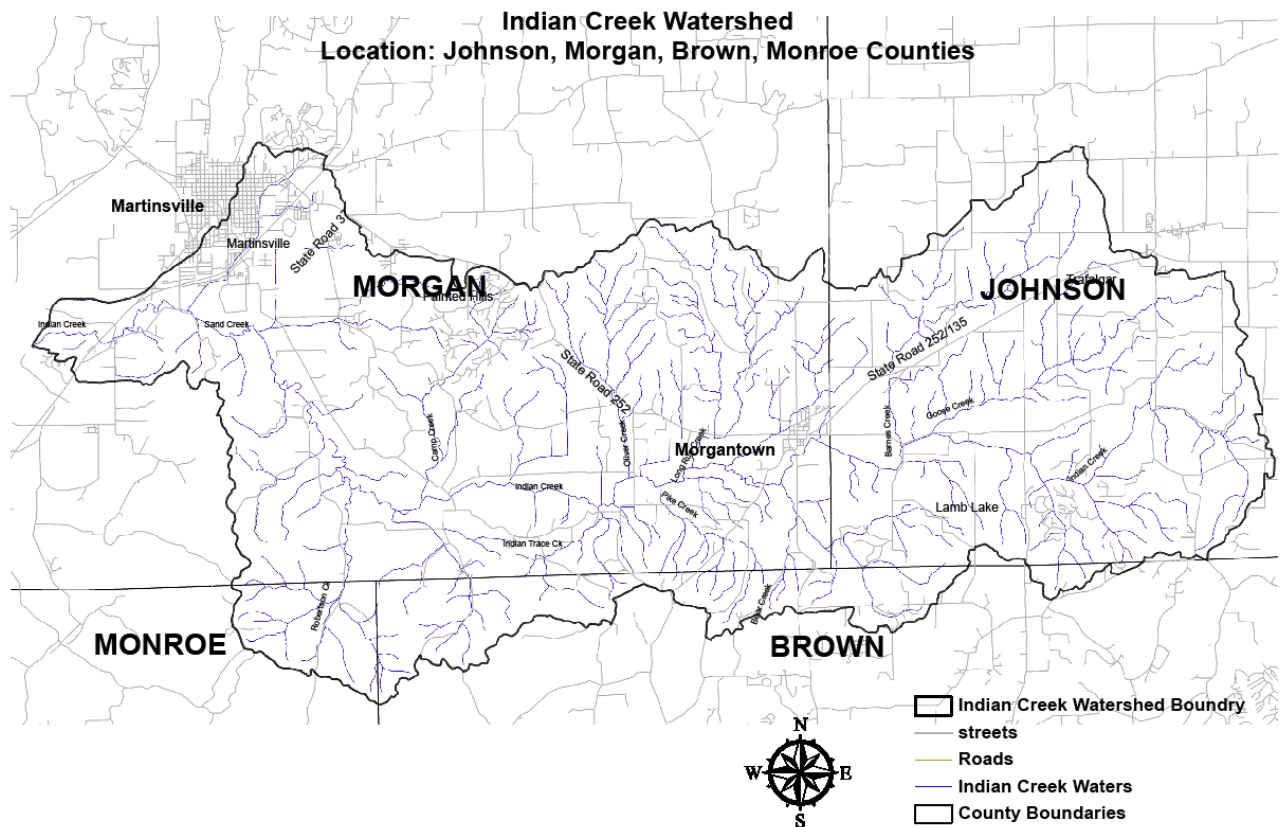 Indian Creek Watershed
Location: Johnson, Morgan, Brown, Monroe Counties
Martinsville
Martinsville
State Road 37
MORGAN
Painted Hills
JOHNSON
Trafalgar
Indian Creek
Sand Creek
State Road 252/135
State Road 252
Goose Creek
Barnes Creek
Camp Creek
Oliver Creek
Long Run Creek
Morgantown
Indian Creek
Indian Creek
Pike Creek
Lamb Lake
Indian Trace Ck
Robertson Ck
Bear Creek
MONROE
BROWN
Indian Creek Watershed Boundry
streets
Roads
Indian Creek Waters
County Boundaries
N
W
E
S